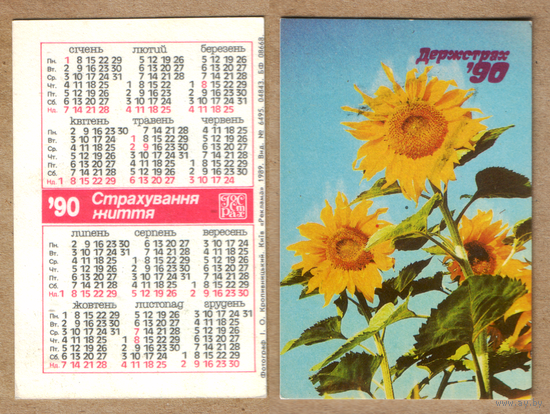 січень лютий березень
Пн. 1 8 15 22 29 5 12 19 26 5 12 19 26
Вт. 2 9 16 23 30 6 13 20 27 6 13 20 27
Ср. 3 10 17 24 31 7 14 21 28 7 14 21 28
Чт. 4 11 18 25 1 8 15 22 1 8 15 22 29
Пт. 5 12 19 26 2 9 16 23 2 9 16 23 30
Сб. 6 13 20 27 3 10 17 24 3 10 17 24 31
Нд. 7 14 21 28 4 11 18 25 4 11 18 25
квітень травень червень
Пн. 2 9 16 23 30 7 14 21 28 4 11 18 25
Вт. 3 10 17 24 1 8 15 22 29 5 12 19 26
Ср. 4 11 18 25 2 9 16 23 30 6 13 20 27
Чт. 5 12 19 26 3 10 17 24 31 7 14 21 28
Пт. 6 13 20 27 4 11 18 25 1 8 15 22 29
Сб. 7 14 21 28 5 12 19 26 2 9 16 23 30
Нд. 1 8 15 22 29 6 13 20 27 3 10 17 24
'90 Страхування
життя
липень серпень вересень
Пн. 2 9 16 23 30 6 13 20 27 3 10 17 24
Вт. 3 10 17 24 31 7 14 21 28 4 11 18 25
Ср. 4 11 18 25 1 8 15 22 29 5 12 19 26
Чт. 5 12 19 26 2 9 16 23 30 6 13 20 27
Пт. 6 13 20 27 3 10 17 24 31 7 14 21 28
Сб. 7 14 21 28 4 11 18 25 1 8 15 22 29
Нд. 1 8 15 22 29 5 12 19 26 2 9 16 23 30
жовтень листопад грудень
Пн. 1 8 15 22 29 5 12 19 26 3 10 17 24 31
Вт. 2 9 16 23 30 6 13 20 27 4 11 18 25
Ср. 3 10 17 24 31 7 14 21 28 5 12 19 26
Чт. 4 11 18 25 1 8 15 22 29 6 13 20 27
Пт. 5 12 19 26 2 9 16 23 30 7 14 21 28
Сб. 6 13 20 27 3 10 17 24 1 8 15 22 29
Нд. 7 14 21 28 4 11 18 25 2 9 16 23 30
Фотограф І. О. Кропивницький. Київ «Реклама» 1989. Вид. № 6495. 04843. БФ 08668.
Держстрах
'90